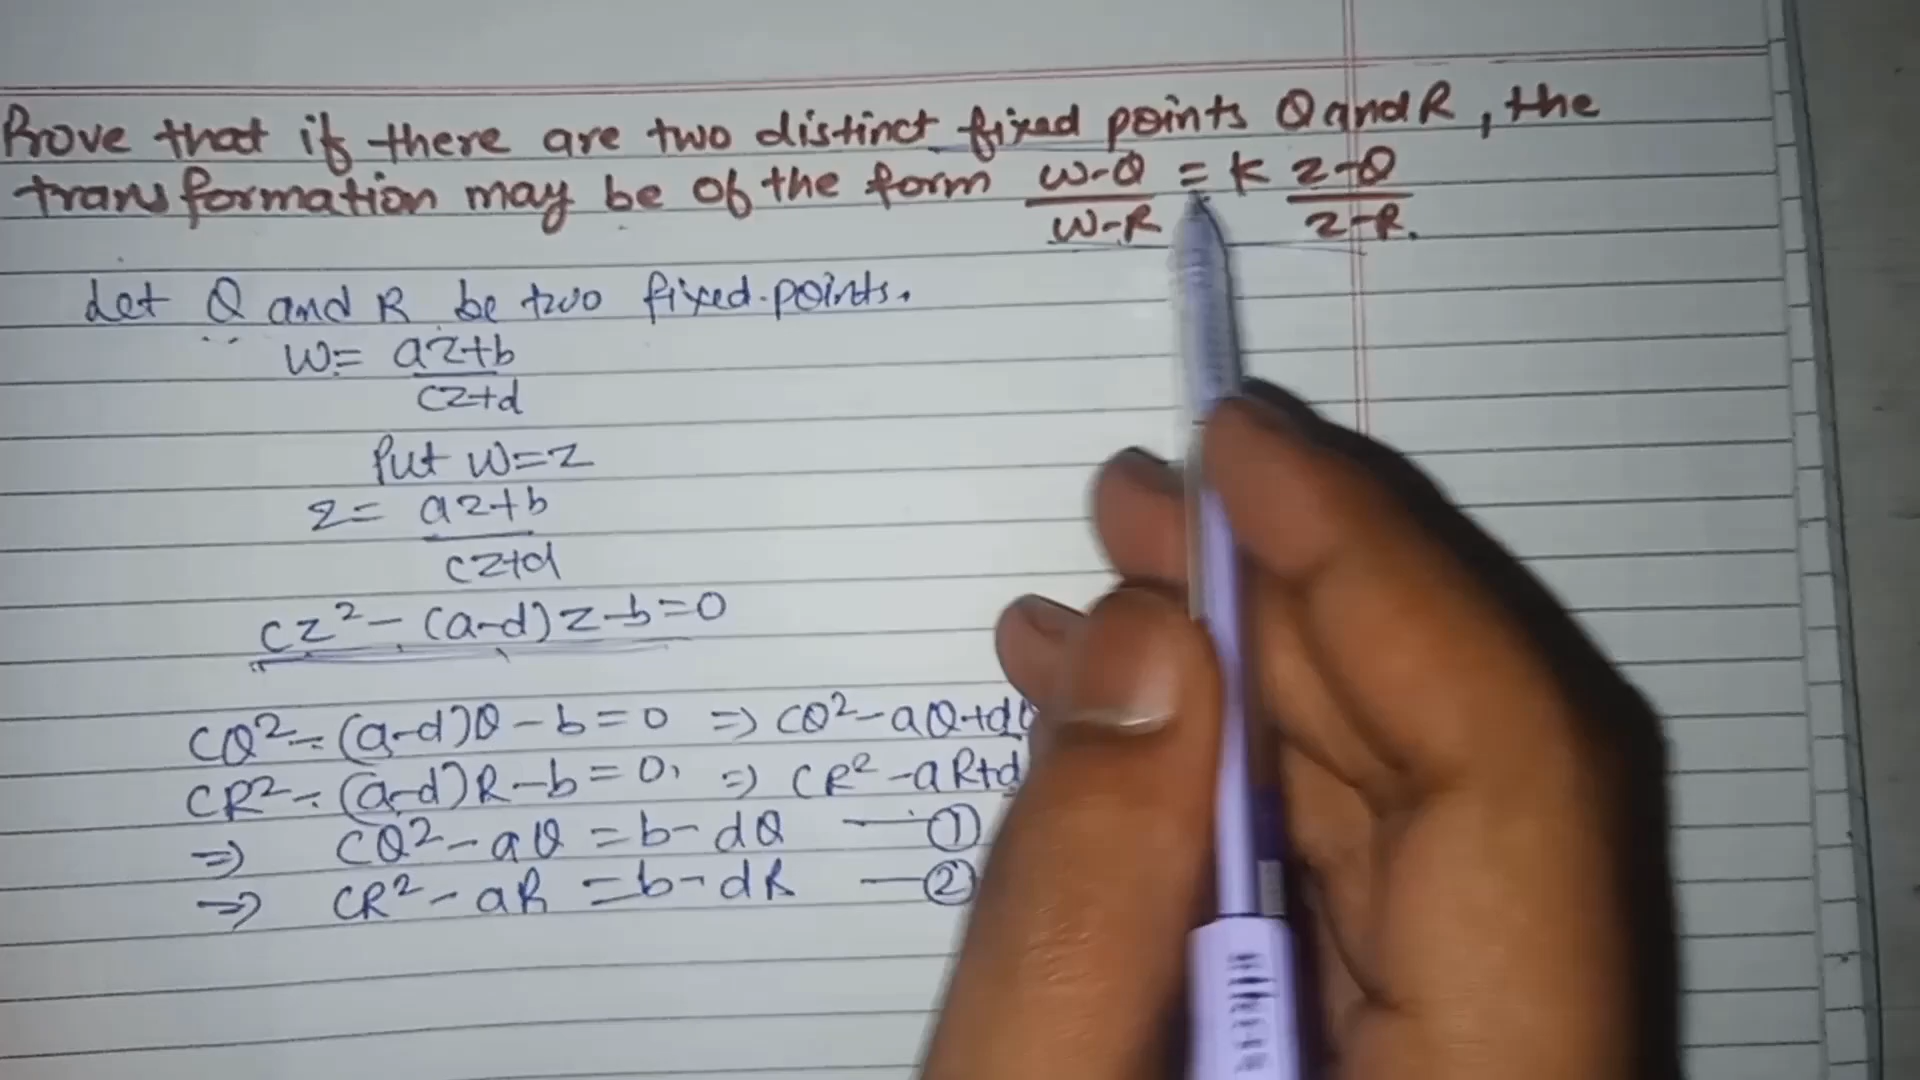 Prove that if there are two distinct fixed points Q and R, the
transformation may be of the form w-Q/w-R = k z-Q/z-R.
Let Q and R be two fixed points.
w= az+b/cz+d
Put w=z
z= az+b/cz+d
cz²-(a-d)z-b=0
CQ²-(a-d)Q-b=0 => CQ²-aQ+d
CR²-(a-d)R-b=0, => CR²-aR+d
=> CQ²-aQ =b-dQ —①
=> CR²-aR =b-dR —②